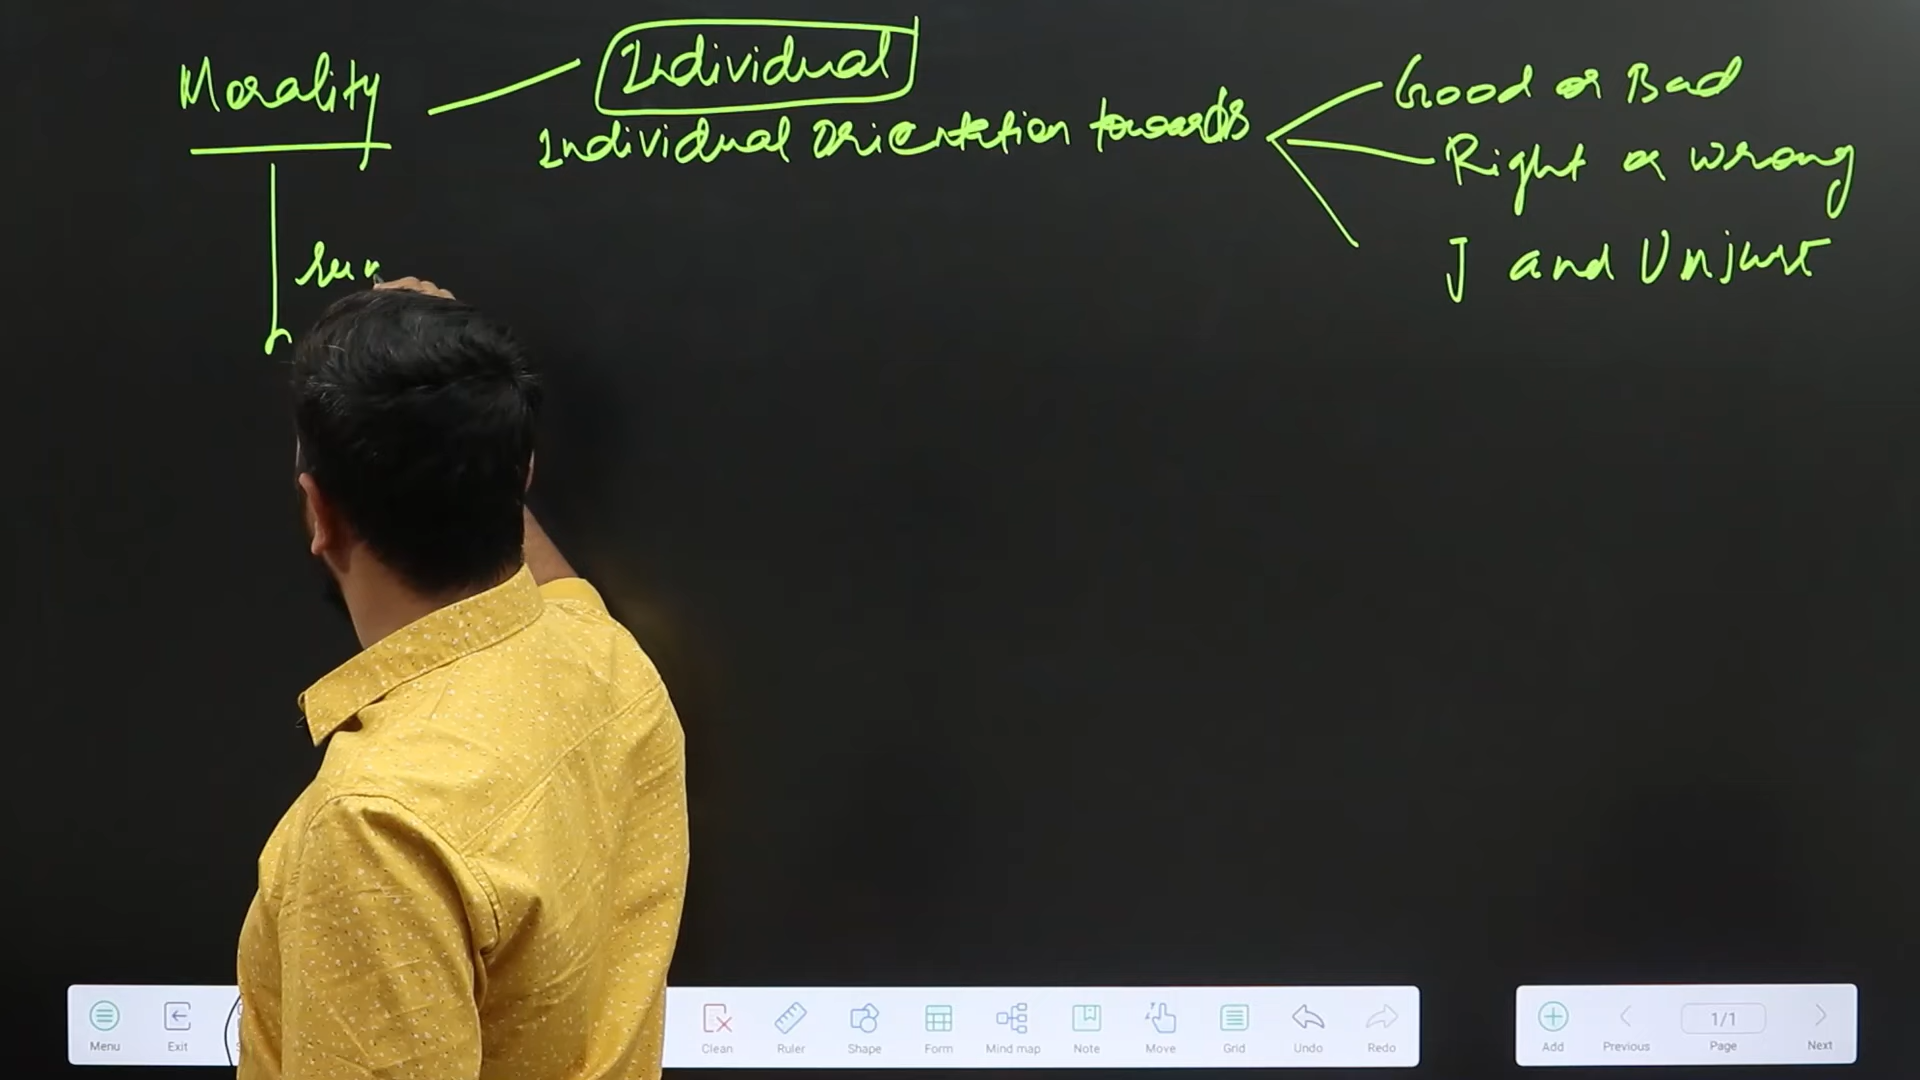 Morality
Individual
Individual orientation towards
Good or Bad
Right or wrong
J and Unjust
Menu
Exit
Clean
Ruler
Shape
Form
Mind map
Note
Move
Grid
Undo
Redo
Add
Previous
1/1
Page
Next